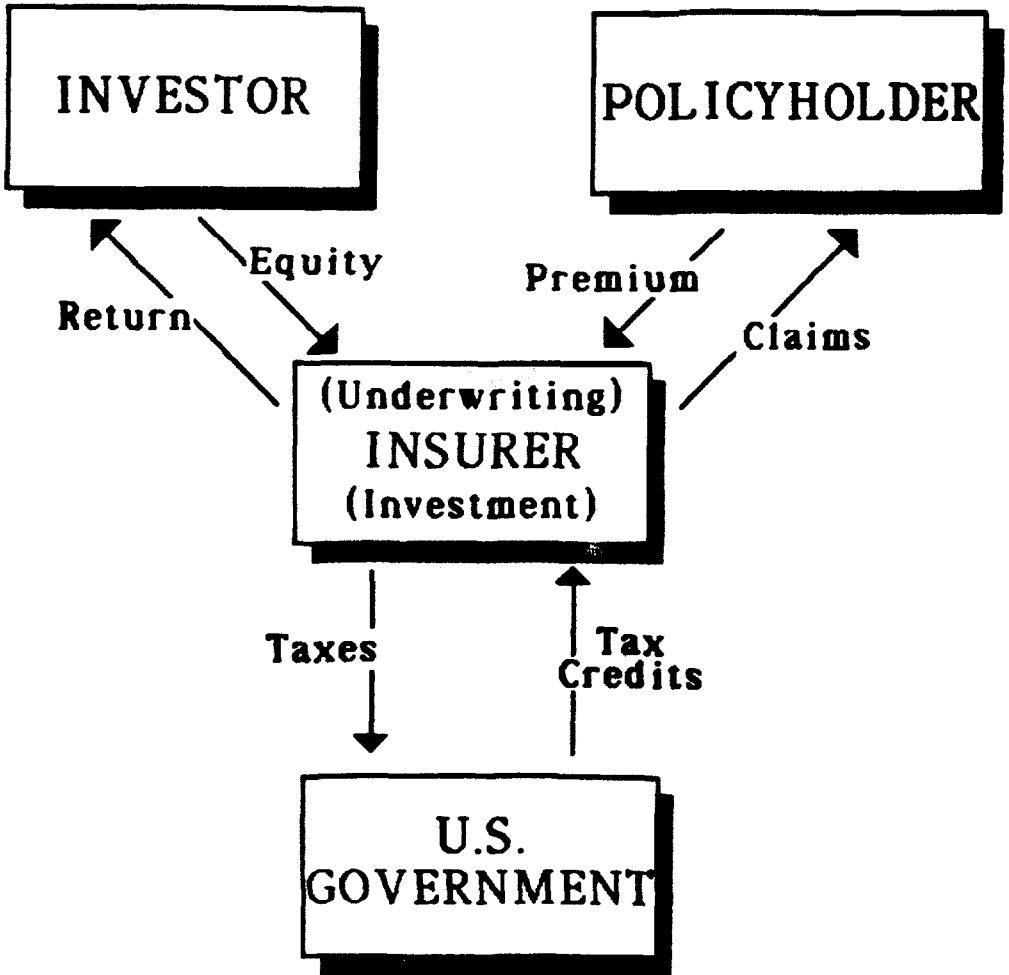 INVESTOR
POLICYHOLDER
Equity
Premium
Return
Claims
(Underwriting)
INSURER
(Investment)
Taxes
Tax
Credits
U.S.
GOVERNMENT